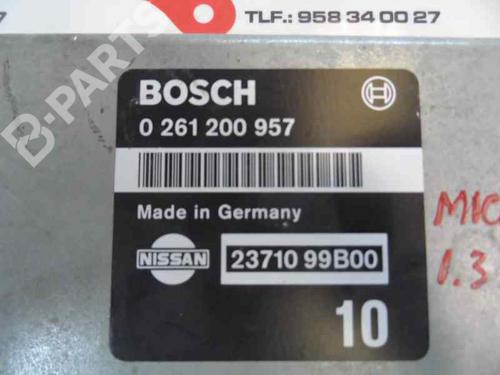 TLF.: 958 34 00 27
BOSCH
0 261 200 957
Made in Germany
NISSAN
23710 99B00
10
MIC
1.3
B-PARTS